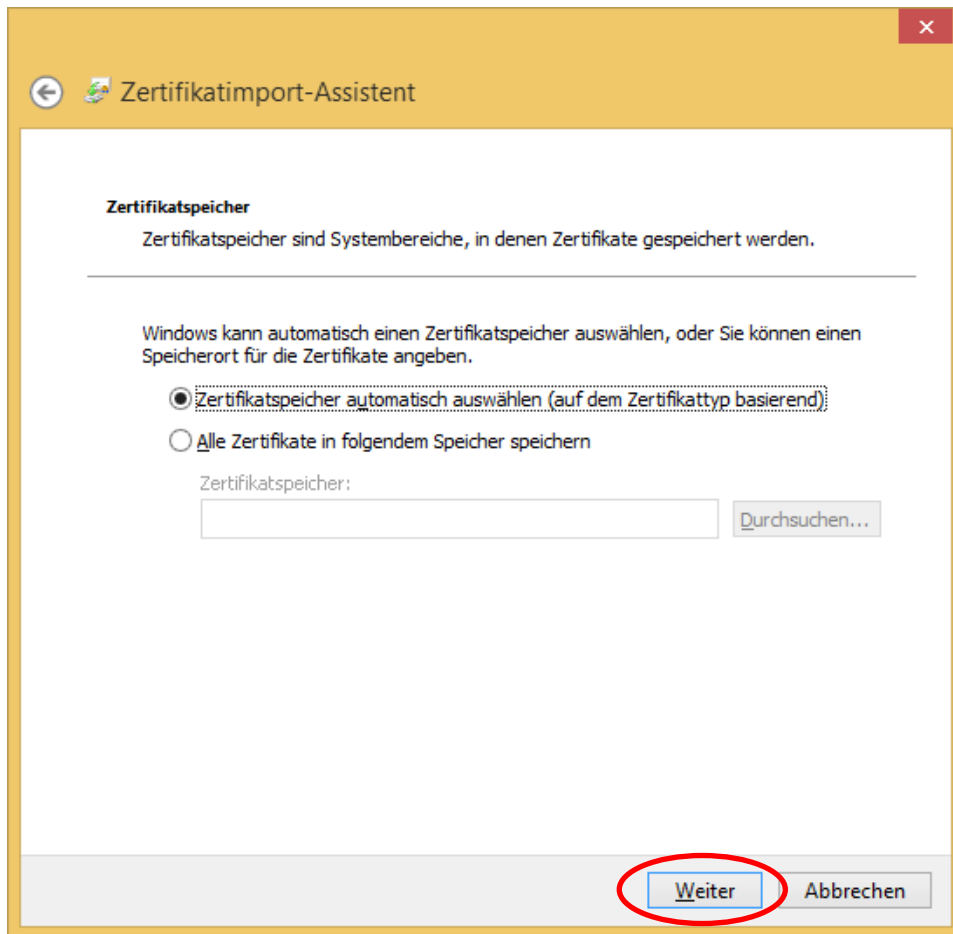 Zertifikatimport-Assistent
Zertifikatspeicher
Zertifikatspeicher sind Systembereiche, in denen Zertifikate gespeichert werden.
Windows kann automatisch einen Zertifikatspeicher auswählen, oder Sie können einen
Speicherort für die Zertifikate angeben.
Zertifikatspeicher automatisch auswählen (auf dem Zertifikattyp basierend)
Alle Zertifikate in folgendem Speicher speichern
Zertifikatspeicher:
Durchsuchen...
Weiter Abbrechen